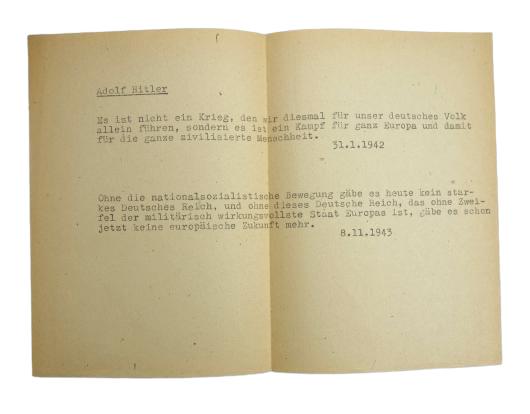 Adolf Hitler
Es ist nicht ein Krieg, den wir diesmal für unser deutsches Volk
allein führen, sondern es ist ein Kampf für ganz Europa und damit
für die ganze zivilisierte Menschheit.
31.1.1942
Ohne die nationalsozialistische Bewegung gäbe es heute kein star-
kes Deutsches Reich, und ohne dieses Deutsche Reich, das ohne Zwei-
fel der militärisch wirkungsvollste Staat Europas ist, gäbe es schon
jetzt keine europäische Zukunft mehr.
8.11.1943